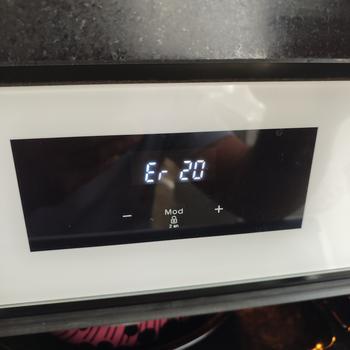 Er 20
− Mod +
2 sn